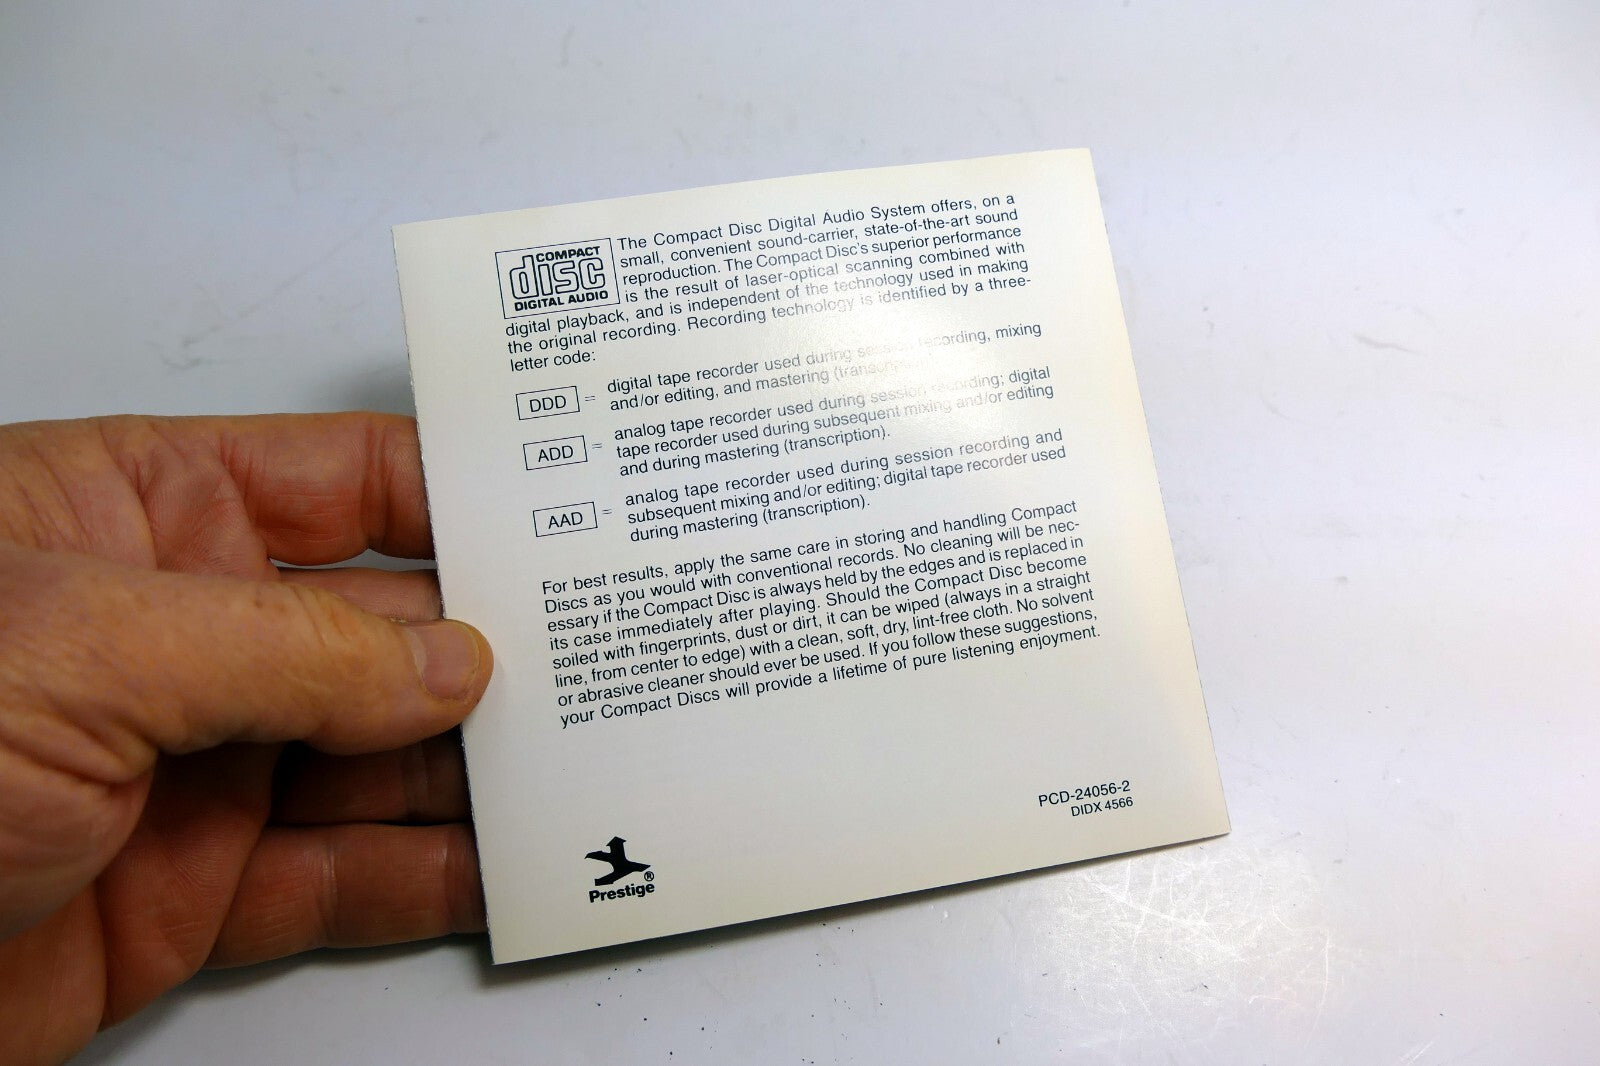 COMPACT
disc
DIGITAL AUDIO
The Compact Disc Digital Audio System offers, on a
small, convenient sound-carrier, state-of-the-art sound
reproduction. The Compact Disc's superior performance
is the result of laser-optical scanning combined with
digital playback, and is independent of the technology used in making
the original recording. Recording technology is identified by a three-
letter code:
DDD = digital tape recorder used during session recording, mixing
and/or editing, and mastering (transcription).
ADD = analog tape recorder used during session recording; digital
tape recorder used during subsequent mixing and/or editing
and during mastering (transcription).
AAD = analog tape recorder used during session recording and
subsequent mixing and/or editing; digital tape recorder used
during mastering (transcription).
For best results, apply the same care in storing and handling Compact
Discs as you would with conventional records. No cleaning will be nec-
essary if the Compact Disc is always held by the edges and is replaced in
its case immediately after playing. Should the Compact Disc become
soiled with fingerprints, dust or dirt, it can be wiped (always in a straight
line, from center to edge) with a clean, soft, dry, lint-free cloth. No solvent
or abrasive cleaner should ever be used. If you follow these suggestions,
your Compact Discs will provide a lifetime of pure listening enjoyment.
PCD-24056-2
DIDX 4566
Prestige®